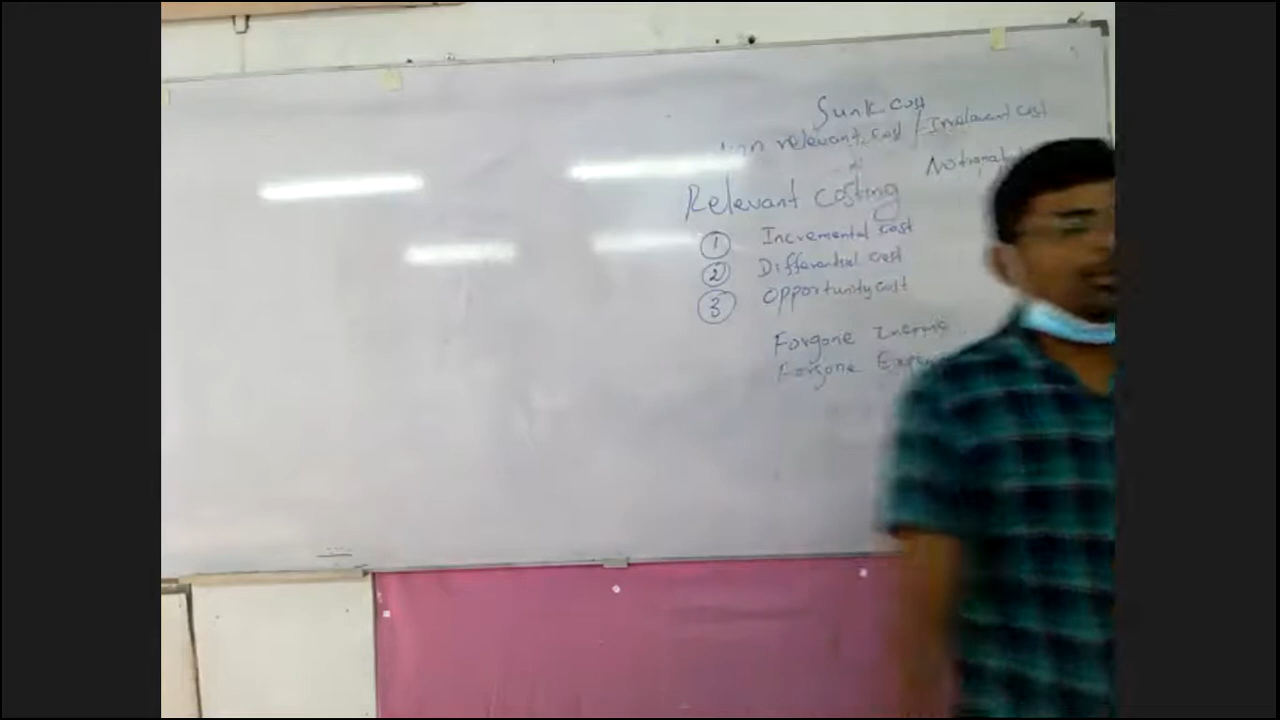 Sunk cost
relevant cost / Irrelevant cost
Relevant costing
1 Incremental cost
2 Differential cost
3 Opportunity cost
Forgone
Forgone